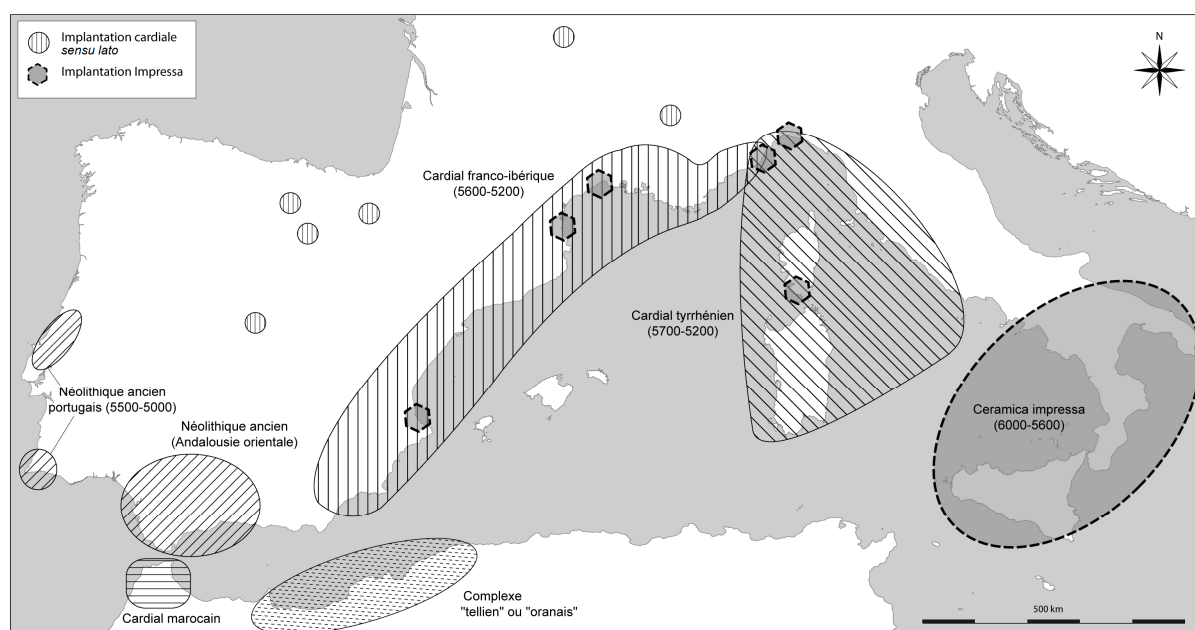 Implantation cardiale
sensu lato
Implantation Impressa
N
Cardial franco-ibérique
(5600-5200)
Cardial tyrrhénien
(5700-5200)
Néolithique ancien
portugais (5500-5000)
Néolithique ancien
(Andalousie orientale)
Ceramica impressa
(6000-5600)
Complexe
"tellien" ou "oranais"
Cardial marocain
500 km